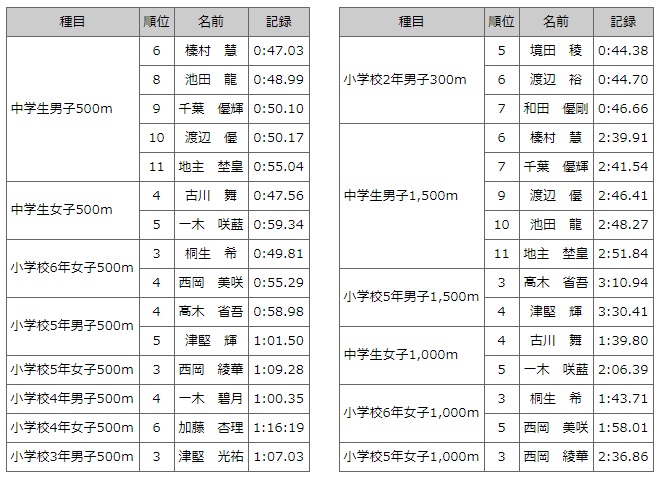 種目 順位 名前 記録
中学生男子500m 6 榛村　慧 0:47.03
8 池田　龍 0:48.99
9 千葉　優輝 0:50.10
10 渡辺　優 0:50.17
11 地主　埜皇 0:55.04
中学生女子500m 4 古川　舞 0:47.56
5 一木　咲藍 0:59.34
小学校6年女子500m 3 桐生　希 0:49.81
4 西岡　美咲 0:55.29
小学校5年男子500m 4 高木　省吾 0:58.98
5 津堅　輝 1:01.50
小学校5年女子500m 3 西岡　綾華 1:09.28
小学校4年男子500m 4 一木　碧月 1:00.35
小学校4年女子500m 6 加藤　杏理 1:16:19
小学校3年男子500m 3 津堅　光祐 1:07.03
種目 順位 名前 記録
小学校2年男子300m 5 境田　稜 0:44.38
6 渡辺　裕 0:44.70
7 和田　優剛 0:46.66
中学生男子1,500m 6 榛村　慧 2:39.91
7 千葉　優輝 2:41.54
9 渡辺　優 2:46.41
10 池田　龍 2:48.27
11 地主　埜皇 2:51.84
小学校5年男子1,500m 3 高木　省吾 3:10.94
4 津堅　輝 3:30.41
中学生女子1,000m 4 古川　舞 1:39.80
5 一木　咲藍 2:06.39
小学校6年女子1,000m 3 桐生　希 1:43.71
5 西岡　美咲 1:58.01
小学校5年女子1,000m 3 西岡　綾華 2:36.86